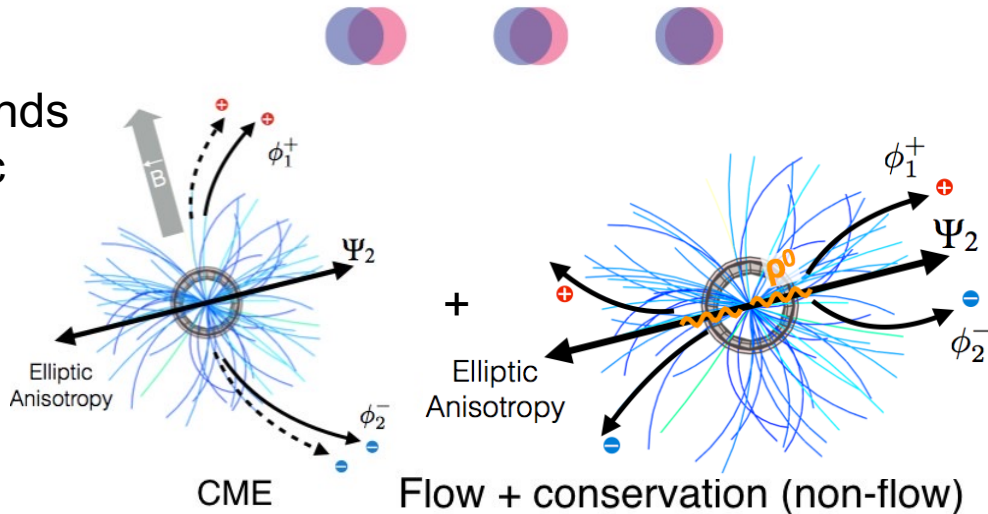 nds
c
B
+
+
ϕ₁⁺
Ψ₂
Elliptic
Anisotropy
ϕ₂⁻
−
−
CME
+
ϕ₁⁺
+
Ψ₂
ρ⁰
+
−
ϕ₂⁻
Elliptic
Anisotropy
−
Flow + conservation (non-flow)